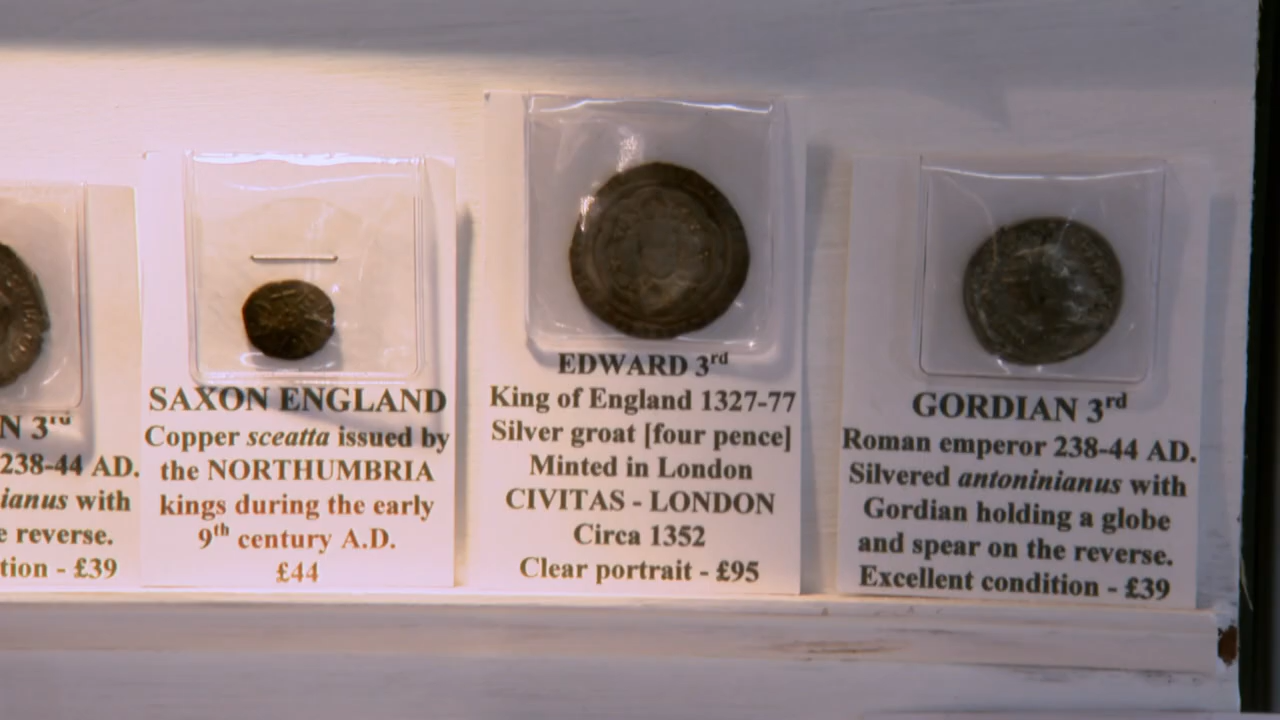 N 3rd
238-44 AD.
ianus with
e reverse.
tion - £39
SAXON ENGLAND
Copper sceatta issued by
the NORTHUMBRIA
kings during the early
9th century A.D.
£44
EDWARD 3rd
King of England 1327-77
Silver groat [four pence]
Minted in London
CIVITAS - LONDON
Circa 1352
Clear portrait - £95
GORDIAN 3rd
Roman emperor 238-44 AD.
Silvered antoninianus with
Gordian holding a globe
and spear on the reverse.
Excellent condition - £39